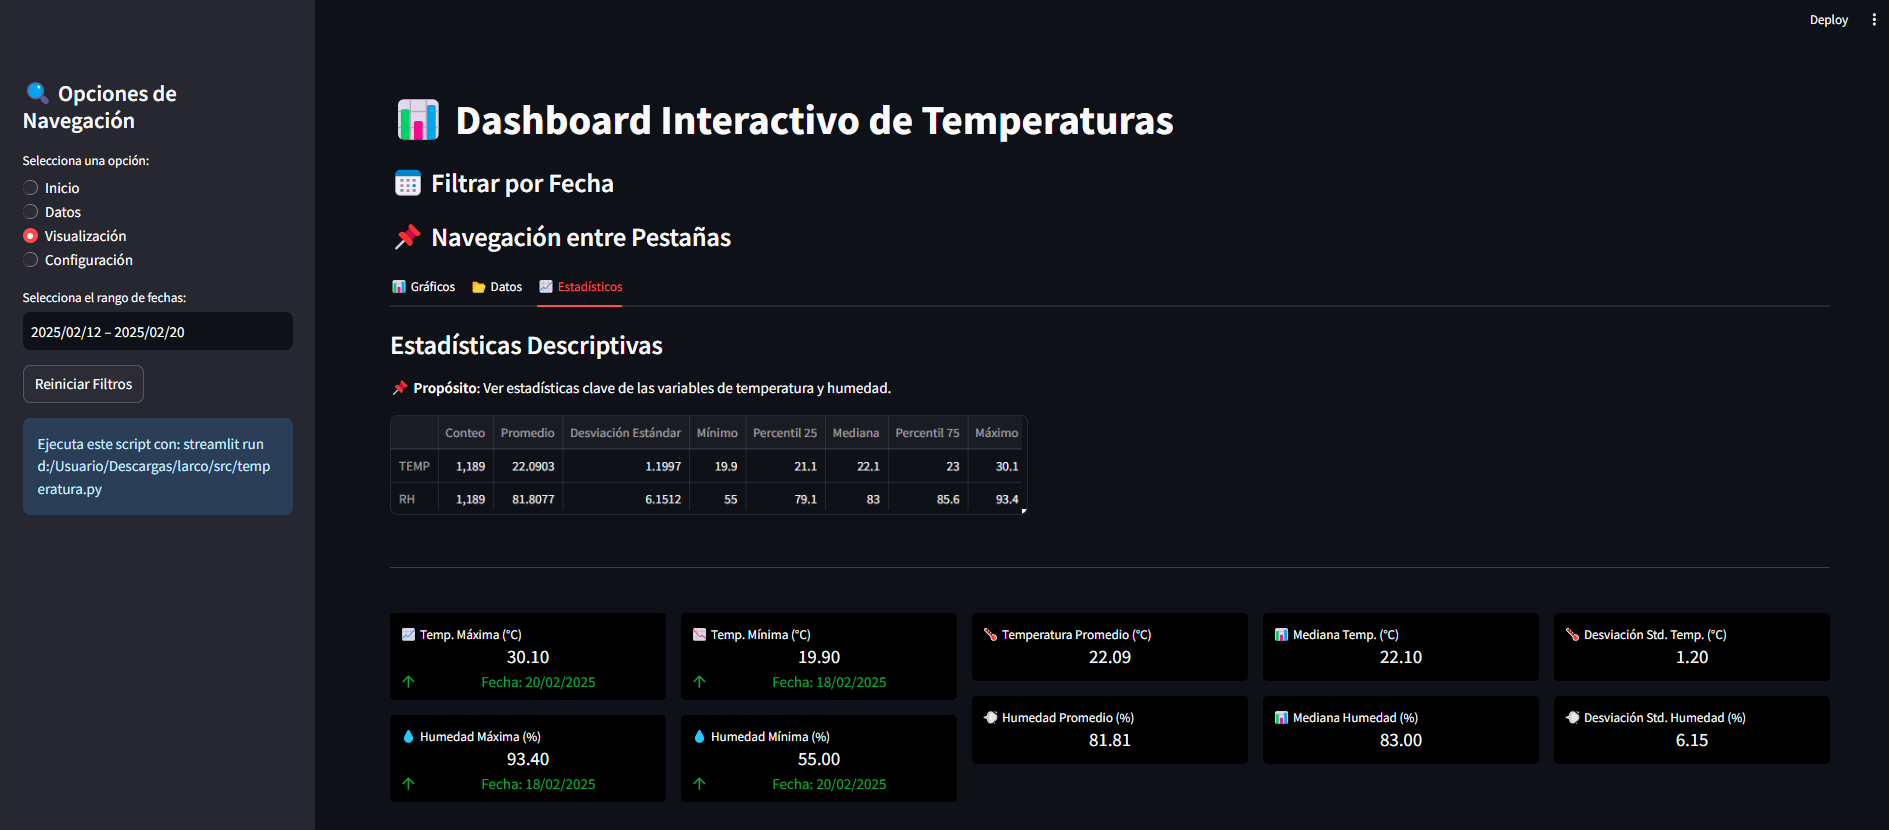 Deploy
Opciones de
Navegación
Selecciona una opción:
Inicio
Datos
Visualización
Configuración
Selecciona el rango de fechas:
2025/02/12 – 2025/02/20
Reiniciar Filtros
Ejecuta este script con: streamlit run
d:/Usuario/Descargas/larco/src/temp
eratura.py
Dashboard Interactivo de Temperaturas
Filtrar por Fecha
Navegación entre Pestañas
Gráficos Datos Estadísticos
Estadísticas Descriptivas
Propósito: Ver estadísticas clave de las variables de temperatura y humedad.
Conteo Promedio Desviación Estándar Mínimo Percentil 25 Mediana Percentil 75 Máximo
TEMP 1,189 22.0903 1.1997 19.9 21.1 22.1 23 30.1
RH 1,189 81.8077 6.1512 55 79.1 83 85.6 93.4
Temp. Máxima (°C)
30.10
Fecha: 20/02/2025
Temp. Mínima (°C)
19.90
Fecha: 18/02/2025
Temperatura Promedio (°C)
22.09
Mediana Temp. (°C)
22.10
Desviación Std. Temp. (°C)
1.20
Humedad Máxima (%)
93.40
Fecha: 18/02/2025
Humedad Mínima (%)
55.00
Fecha: 20/02/2025
Humedad Promedio (%)
81.81
Mediana Humedad (%)
83.00
Desviación Std. Humedad (%)
6.15